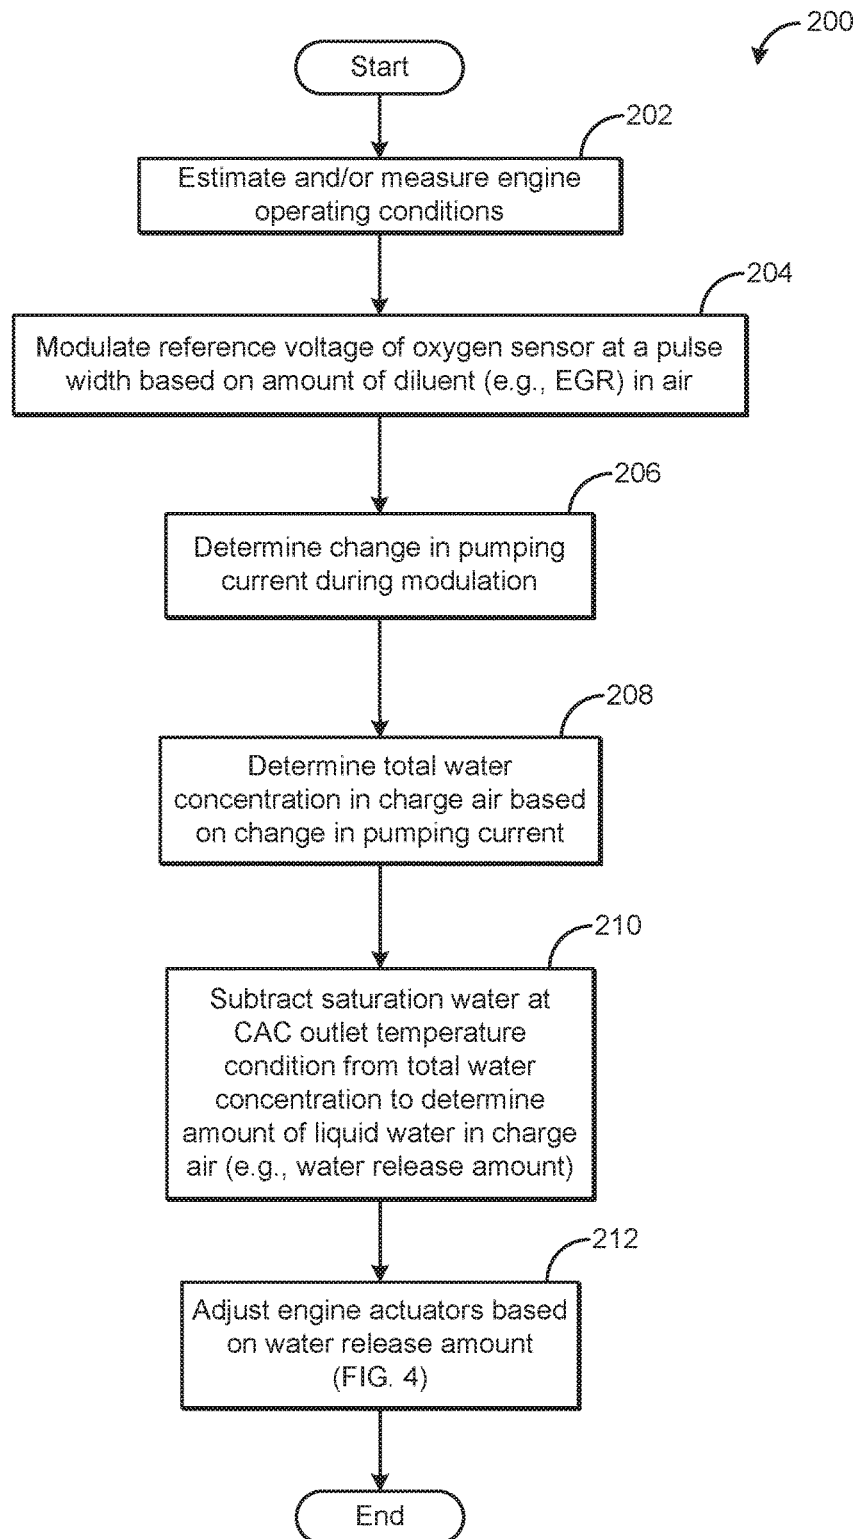 200
Start
202
Estimate and/or measure engine
operating conditions
204
Modulate reference voltage of oxygen sensor at a pulse
width based on amount of diluent (e.g., EGR) in air
206
Determine change in pumping
current during modulation
208
Determine total water
concentration in charge air based
on change in pumping current
210
Subtract saturation water at
CAC outlet temperature
condition from total water
concentration to determine
amount of liquid water in charge
air (e.g., water release amount)
212
Adjust engine actuators based
on water release amount
(FIG. 4)
End